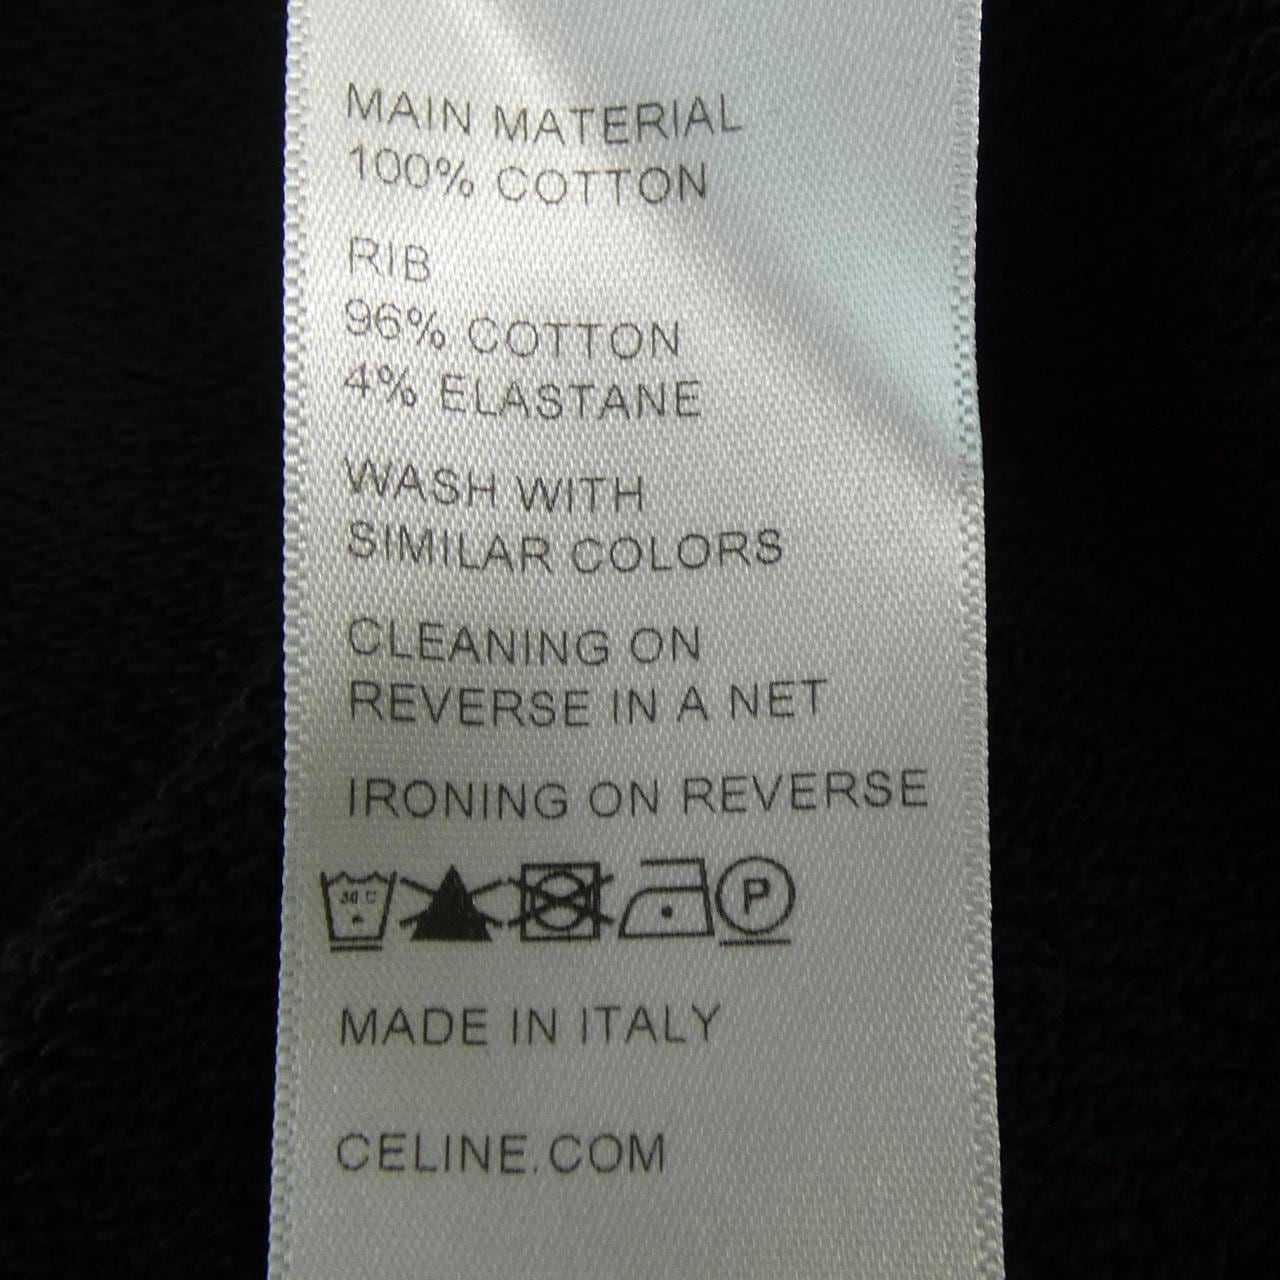 MAIN MATERIAL
100% COTTON
RIB
96% COTTON
4% ELASTANE
WASH WITH
SIMILAR COLORS
CLEANING ON
REVERSE IN A NET
IRONING ON REVERSE
30°C P
MADE IN ITALY
CELINE.COM